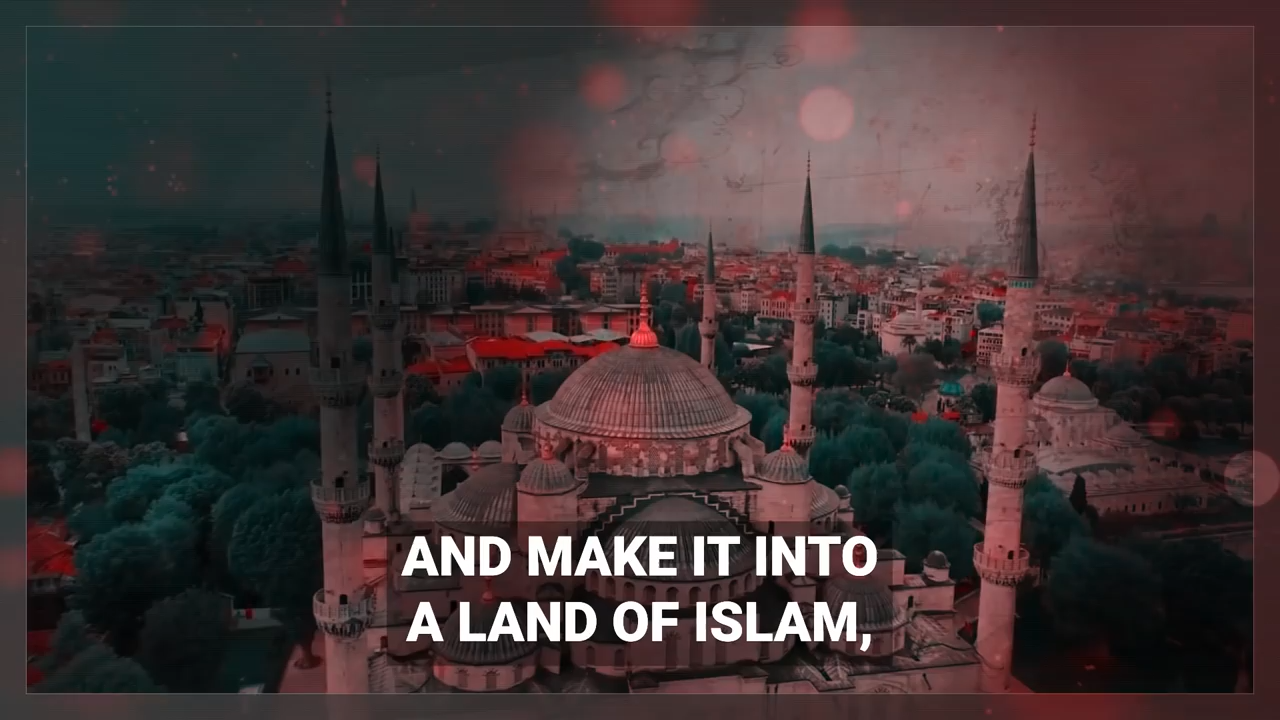 AND MAKE IT INTO
A LAND OF ISLAM,